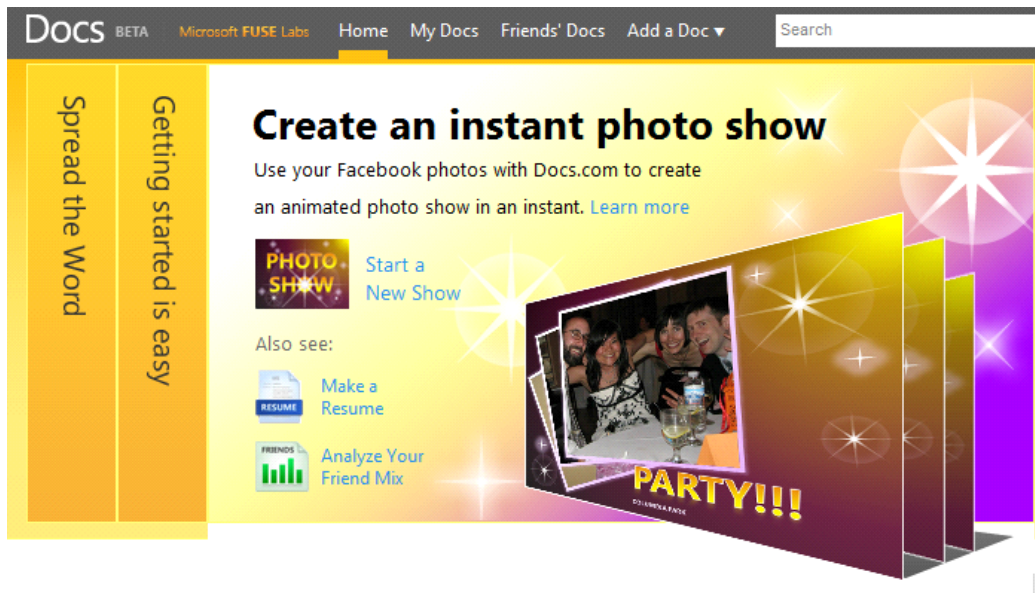 Docs BETA Microsoft FUSE Labs Home My Docs Friends' Docs Add a Doc ▾ Search
Spread the Word
Getting started is easy
Create an instant photo show
Use your Facebook photos with Docs.com to create
an animated photo show in an instant. Learn more
PHOTO
SHOW
Start a
New Show
Also see:
RESUME
Make a
Resume
FRIENDS
Analyze Your
Friend Mix
PARTY!!!
COLUMBIA PARK